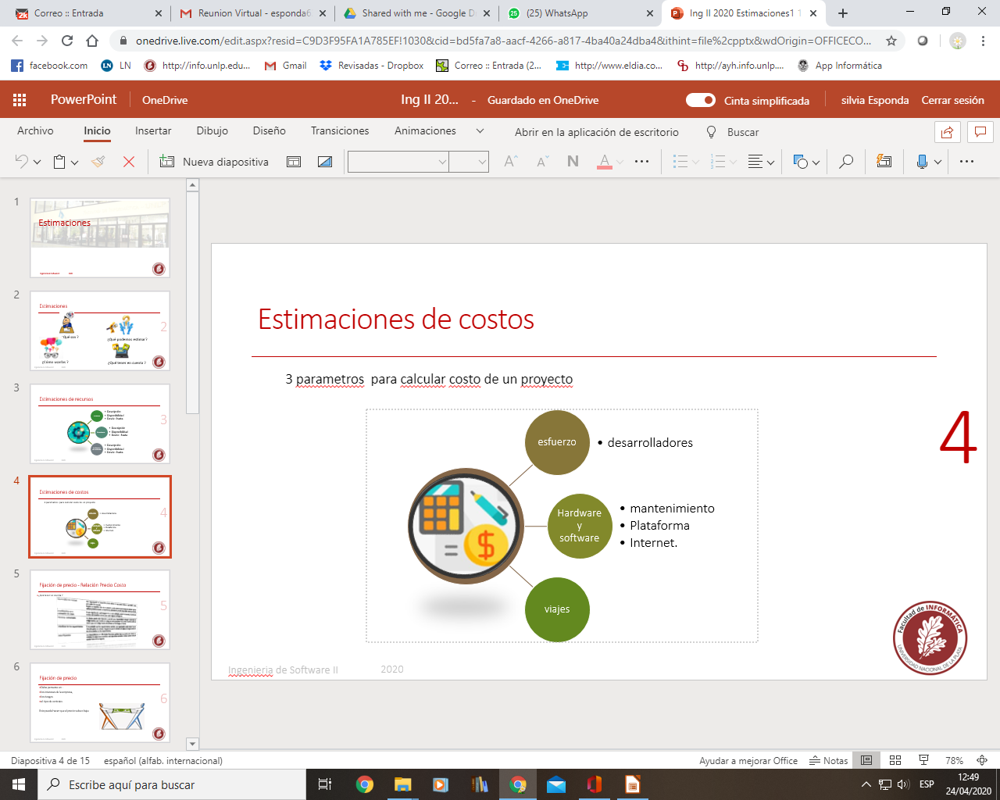 Correo :: Entrada
Reunion Virtual - esponda6
Shared with me - Google D
(25) WhatsApp
Ing II 2020 Estimaciones1 1
onedrive.live.com/edit.aspx?resid=C9D3F95FA1A785EF!1030&cid=bd5fa7a8-aacf-4266-a817-4ba40a24dba4&ithint=file%2cpptx&wdOrigin=OFFICECO...
facebook.com
LN
http://info.unlp.edu...
Gmail
Revisadas - Dropbox
Correo :: Entrada (2...
http://www.eldia.co...
http://ayh.info.unlp....
App Informática
PowerPoint
OneDrive
Ing II 20... - Guardado en OneDrive
Cinta simplificada
silvia Esponda
Cerrar sesión
Archivo
Inicio
Insertar
Dibujo
Diseño
Transiciones
Animaciones
Abrir en la aplicación de escritorio
Buscar
Nueva diapositiva
N
A
1
Estimaciones
2
Estimaciones
2
¿Qué podemos estimar?
¿Cómo usarlas?
¿Qué tener en cuenta?
3
Estimaciones de recursos
3
4
Estimaciones de costos
4
5
Fijación de precio - Relación Precio Costo
5
6
Fijación de precio
6
Estimaciones de costos
3 parametros para calcular costo de un proyecto
esfuerzo
• desarrolladores
Hardware
y
software
• mantenimiento
• Plataforma
• Internet.
viajes
4
Facultad de INFORMÁTICA
UNIVERSIDAD NACIONAL DE LA PLATA
Ingenieria de Software II
2020
Diapositiva 4 de 15
español (alfab. internacional)
Ayudar a mejorar Office
Notas
78%
Escribe aquí para buscar
ESP
12:49
24/04/2020